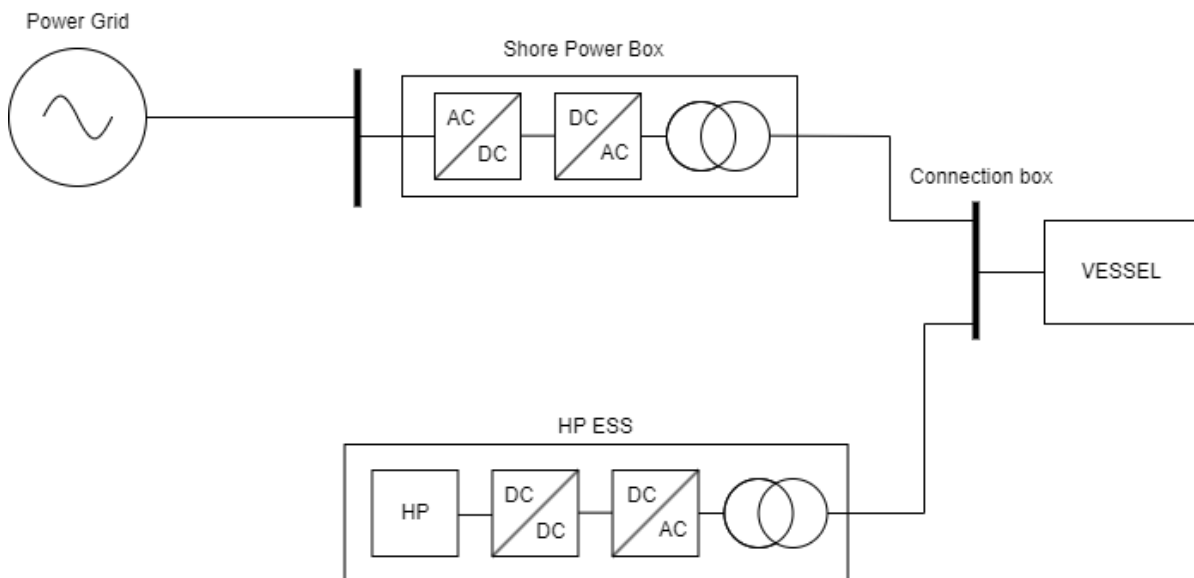 Power Grid
Shore Power Box
AC
DC
DC
AC
Connection box
VESSEL
HP ESS
HP
DC
DC
DC
AC